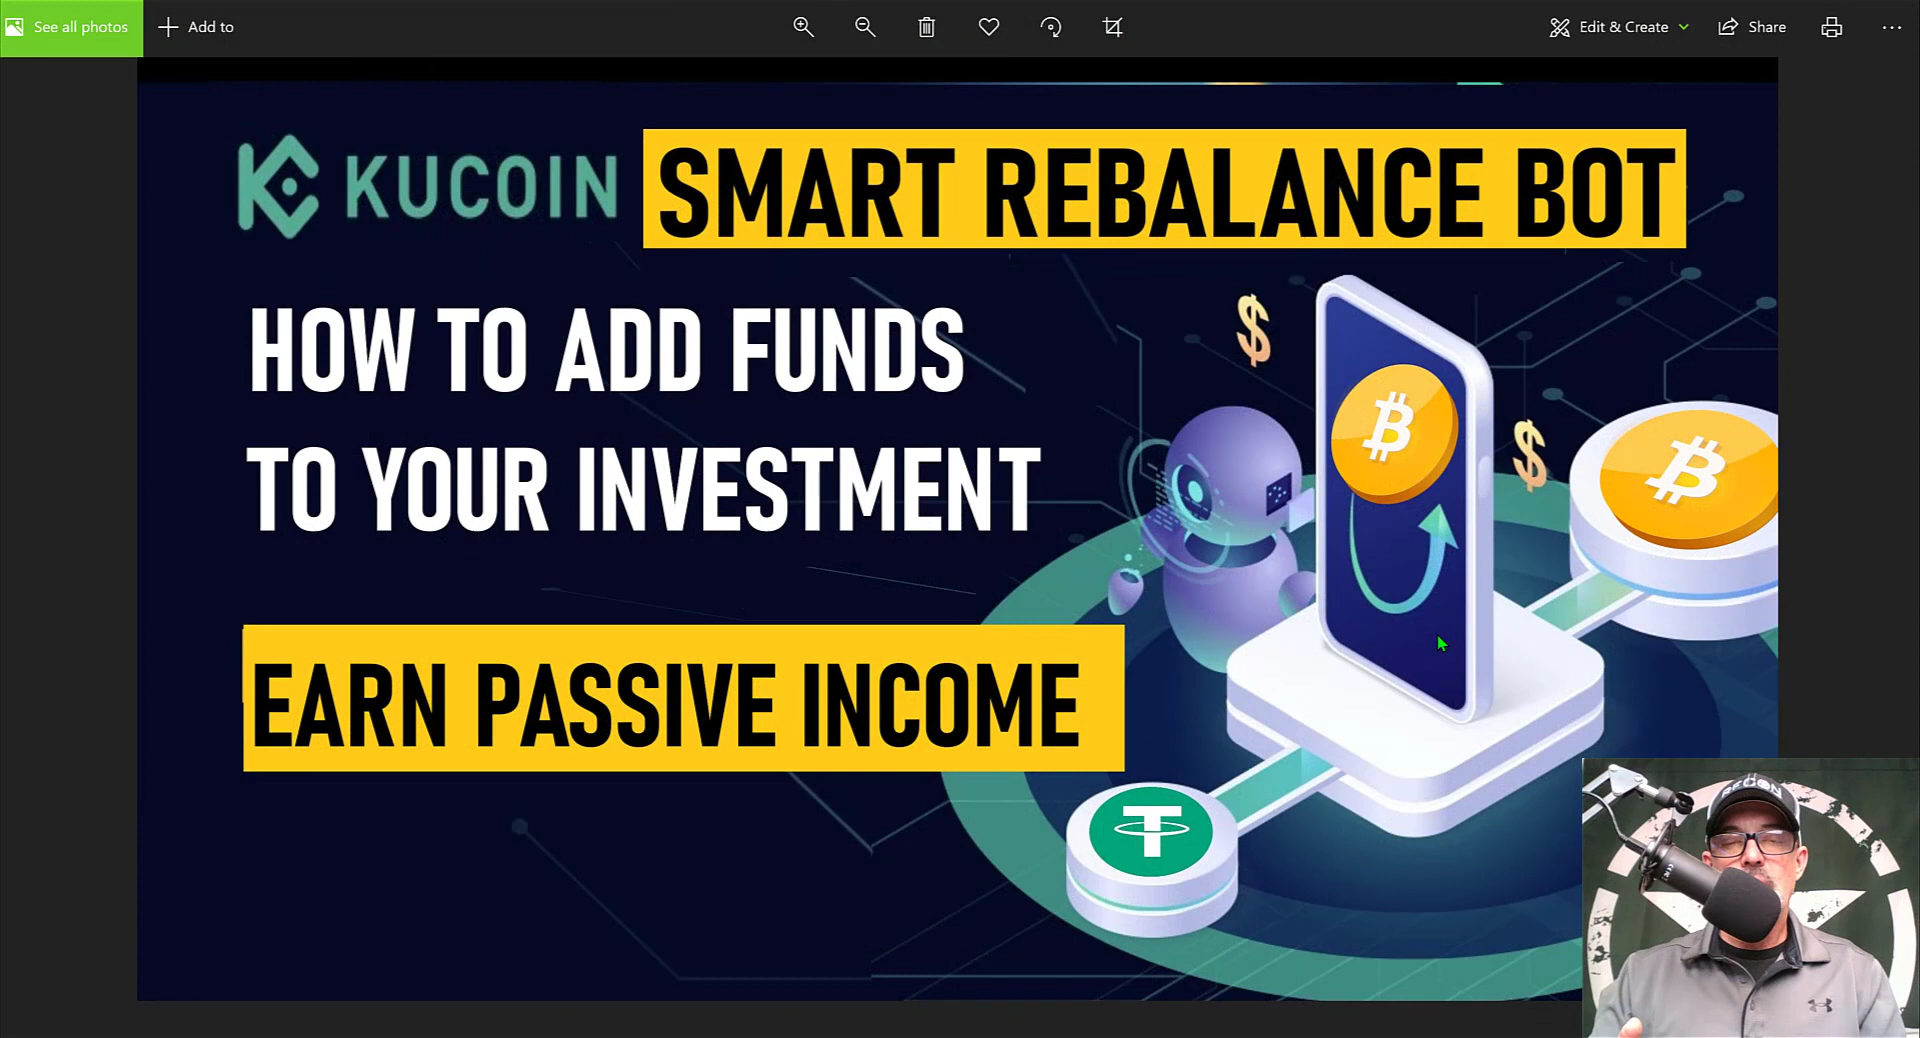 See all photos
Add to
Edit & Create
Share
KUCOIN
SMART REBALANCE BOT
HOW TO ADD FUNDS
TO YOUR INVESTMENT
EARN PASSIVE INCOME
RECON